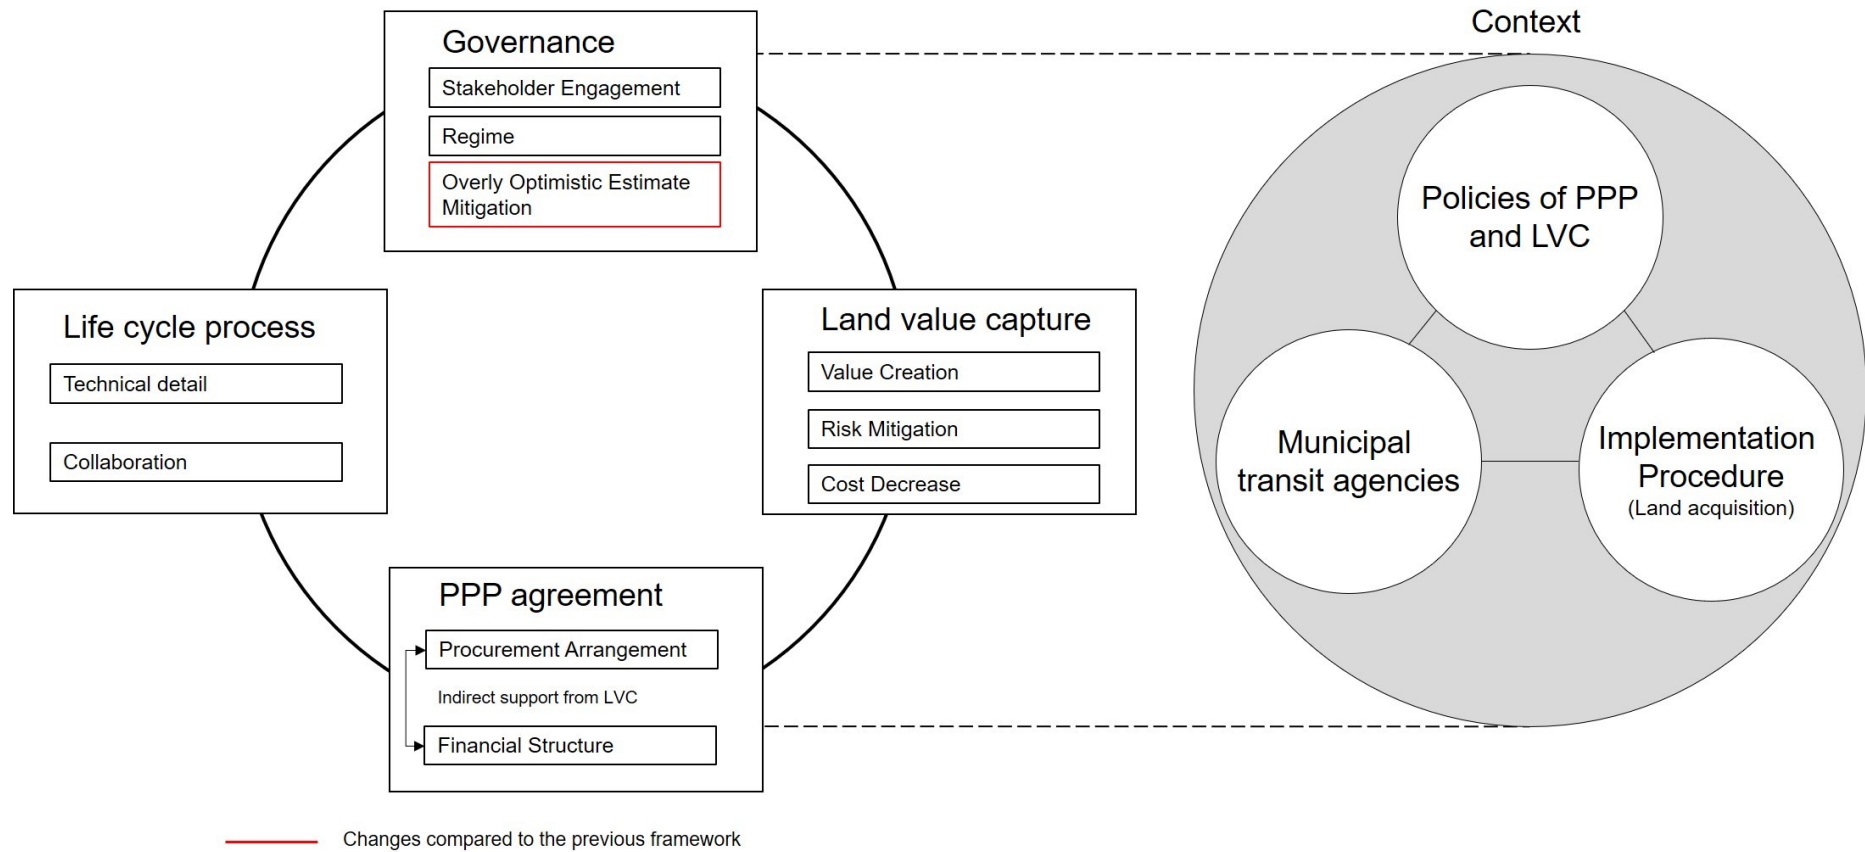 Governance
Stakeholder Engagement
Regime
Overly Optimistic Estimate
Mitigation
Life cycle process
Technical detail
Collaboration
Land value capture
Value Creation
Risk Mitigation
Cost Decrease
PPP agreement
Procurement Arrangement
Indirect support from LVC
Financial Structure
Changes compared to the previous framework
Context
Policies of PPP
and LVC
Municipal
transit agencies
Implementation
Procedure
(Land acquisition)